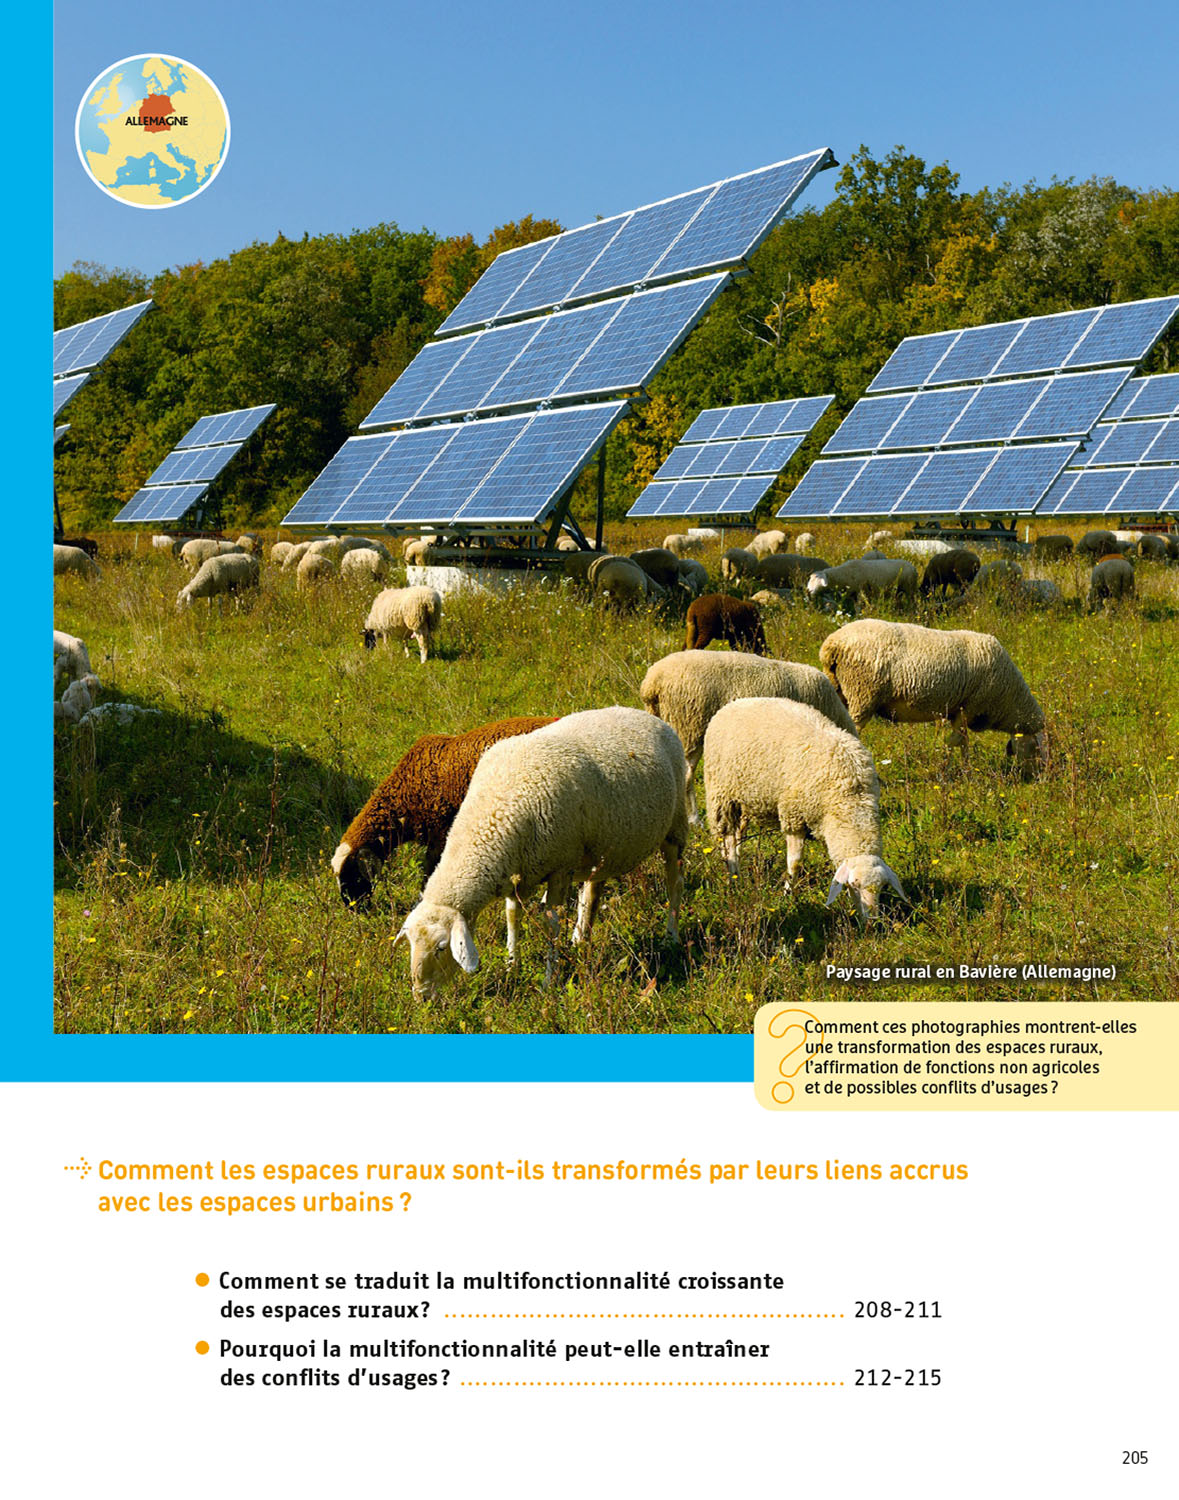 ALLEMAGNE
Paysage rural en Bavière (Allemagne)
?
Comment ces photographies montrent-elles
une transformation des espaces ruraux,
l’affirmation de fonctions non agricoles
et de possibles conflits d’usages ?
Comment les espaces ruraux sont-ils transformés par leurs liens accrus
avec les espaces urbains ?
● Comment se traduit la multifonctionnalité croissante
des espaces ruraux ? ................................................... 208-211
● Pourquoi la multifonctionnalité peut-elle entraîner
des conflits d’usages ? ................................................. 212-215
205